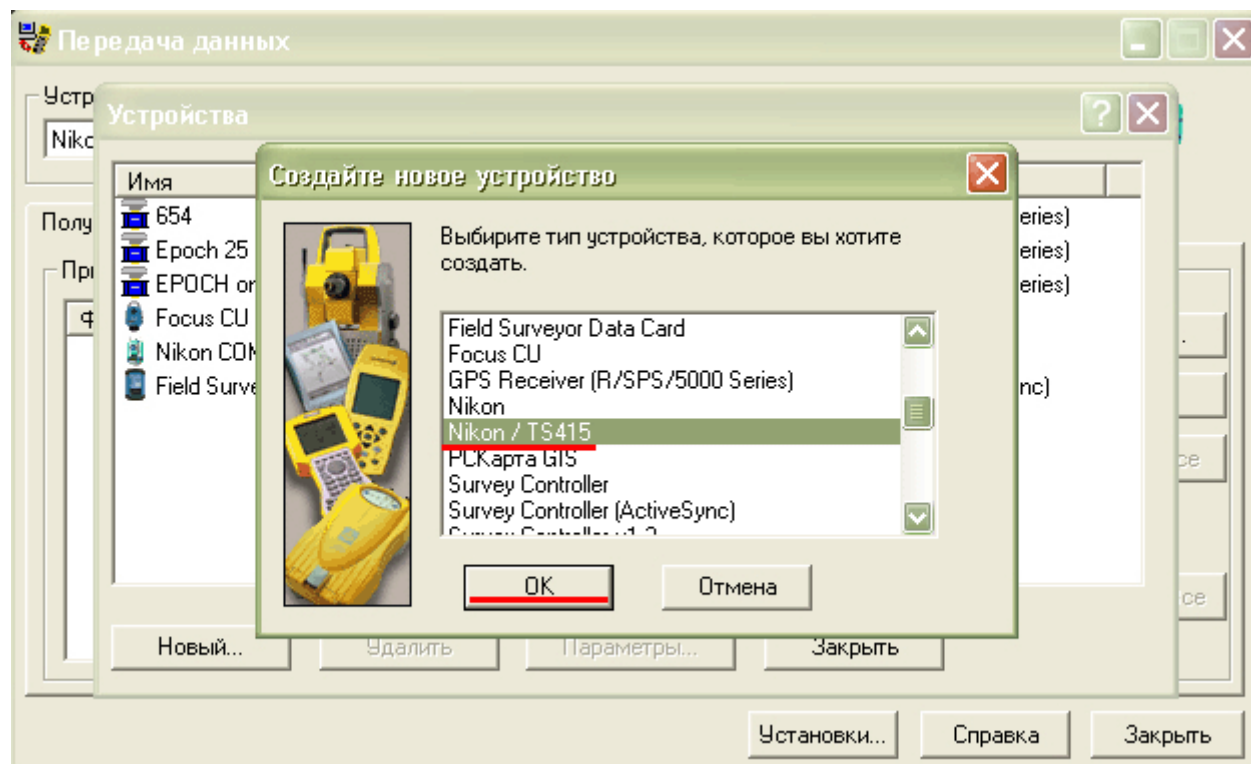 Передача данных
Устр
Nikc
Устройства
Полу
При
Ф
Имя
654
Epoch 25
EPOCH or
Focus CU
Nikon COM
Field Surve
eries)
eries)
eries)
nc)
Создайте новое устройство
Выбирите тип устройства, которое вы хотите
создать.
Field Surveyor Data Card
Focus CU
GPS Receiver (R/SPS/5000 Series)
Nikon
Nikon / TS415
PCКарта GIS
Survey Controller
Survey Controller (ActiveSync)
OK Отмена
се
се
Новый... Удалить Параметры... Закрыть
Установки... Справка Закрыть